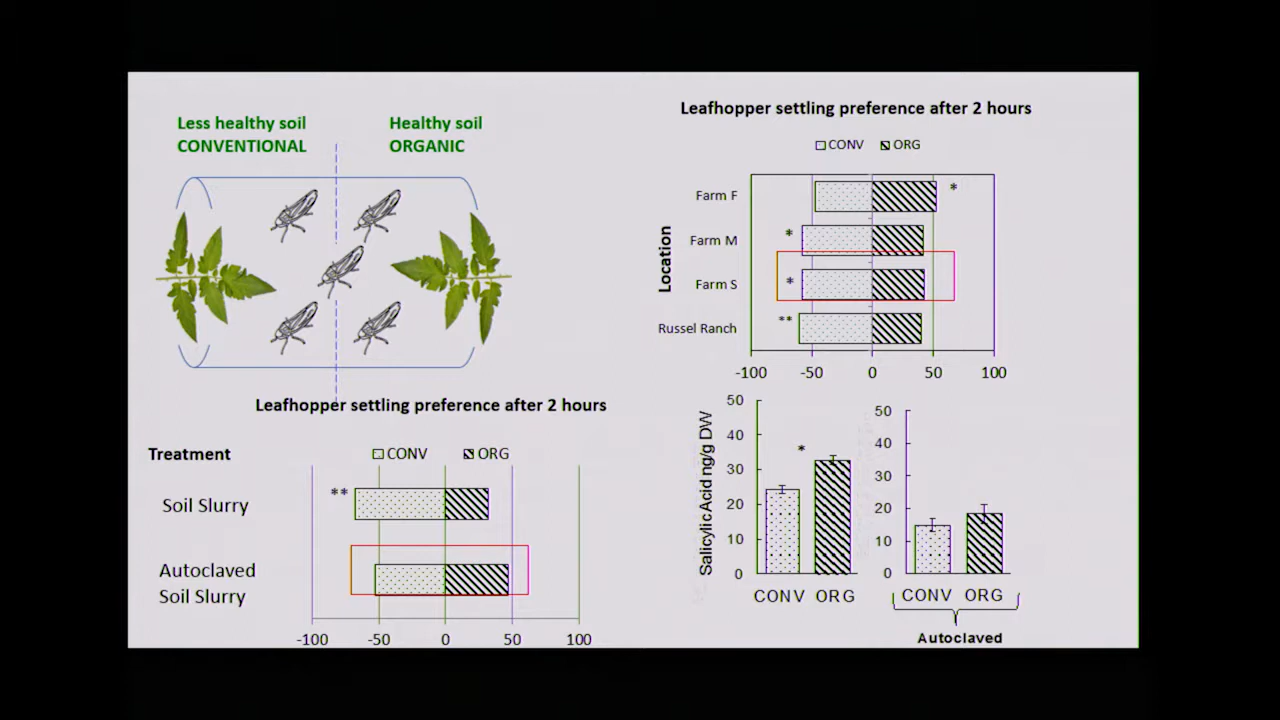 Less healthy soil
CONVENTIONAL
Healthy soil
ORGANIC
Leafhopper settling preference after 2 hours
Treatment
CONV
ORG
**
Soil Slurry
Autoclaved
Soil Slurry
-100
-50
0
50
100
Leafhopper settling preference after 2 hours
CONV
ORG
Location
Farm F
*
Farm M
*
Farm S
*
Russel Ranch
**
-100
-50
0
50
100
Salicylic Acid ng/g DW
50
40
30
20
10
0
*
CONV
ORG
50
40
30
20
10
0
CONV
ORG
Autoclaved